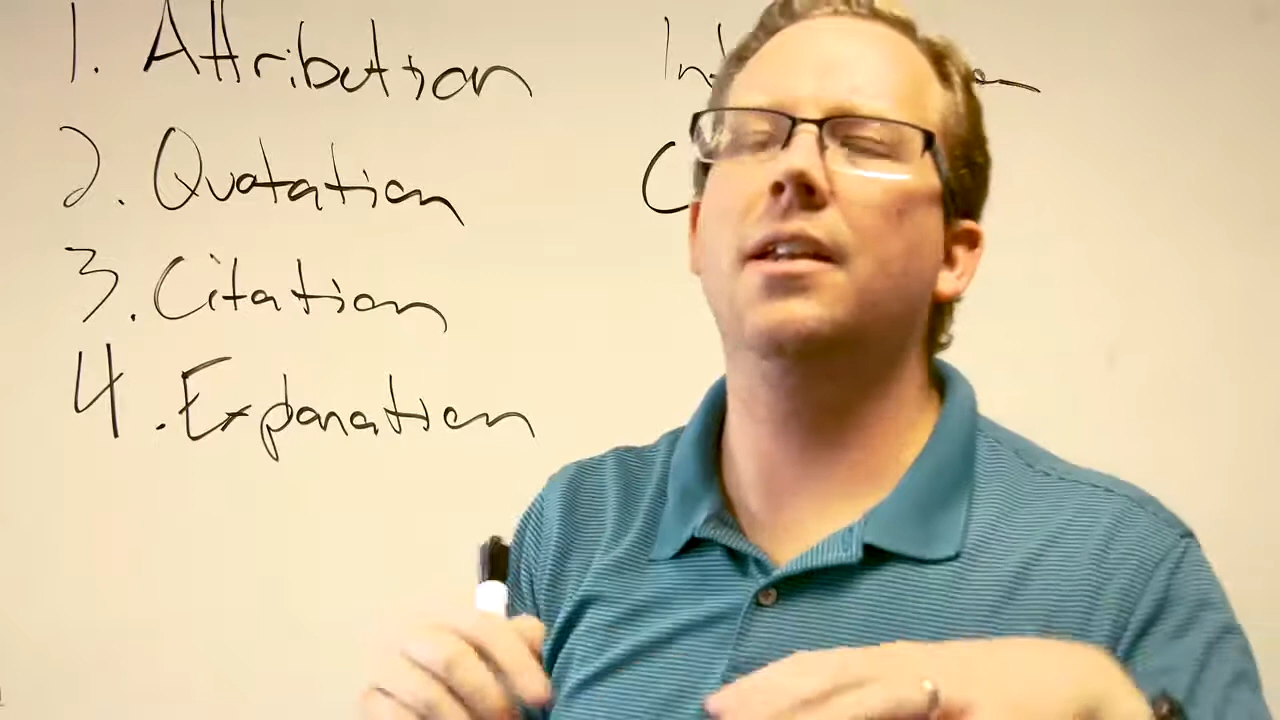 1. Attribution
2. Quotation
3. Citation
4. Explanation